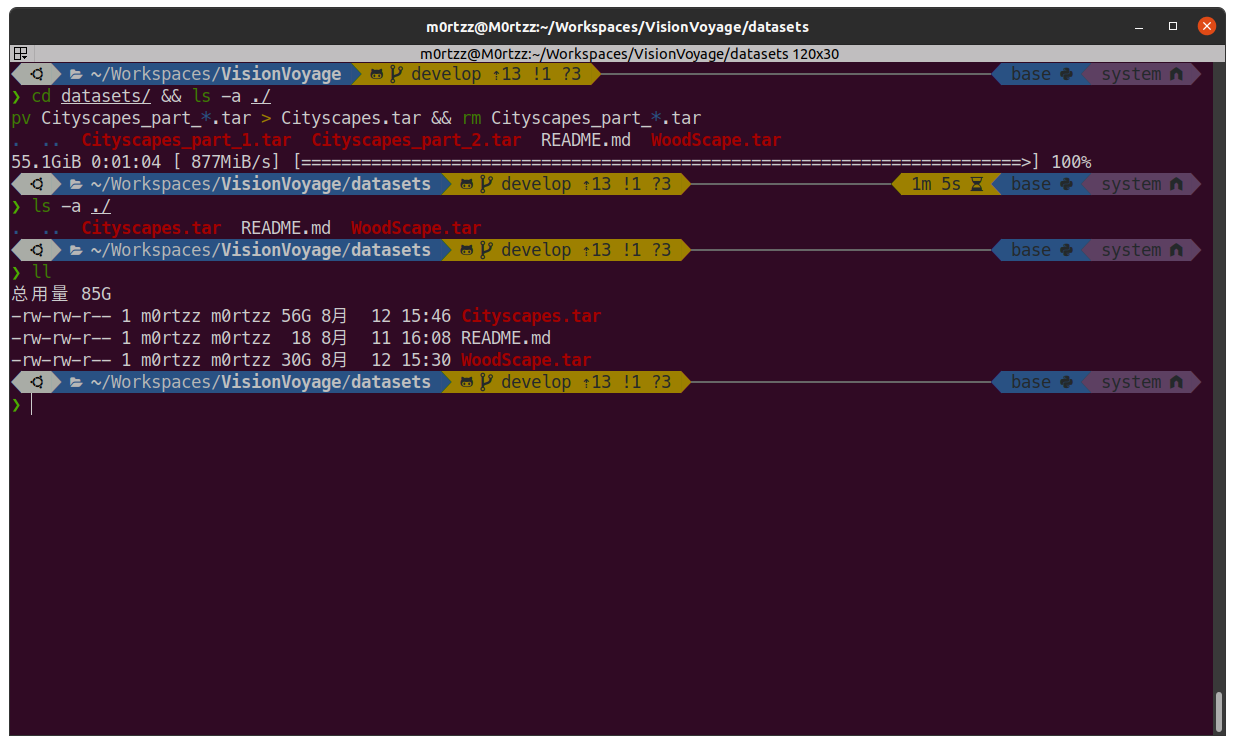 m0rtzz@M0rtzz:~/Workspaces/VisionVoyage/datasets
m0rtzz@M0rtzz:~/Workspaces/VisionVoyage/datasets 120x30
~/Workspaces/VisionVoyage develop ⇡13 !1 ?3 base system
❯ cd datasets/ && ls -a ./
pv Cityscapes_part_*.tar > Cityscapes.tar && rm Cityscapes_part_*.tar
. .. Cityscapes_part_1.tar Cityscapes_part_2.tar README.md WoodScape.tar
55.1GiB 0:01:04 [ 877MiB/s] [========================================================================>] 100%
~/Workspaces/VisionVoyage/datasets develop ⇡13 !1 ?3 1m 5s base system
❯ ls -a ./
. .. Cityscapes.tar README.md WoodScape.tar
~/Workspaces/VisionVoyage/datasets develop ⇡13 !1 ?3 base system
❯ ll
总用量 85G
-rw-rw-r-- 1 m0rtzz m0rtzz 56G 8月 12 15:46 Cityscapes.tar
-rw-rw-r-- 1 m0rtzz m0rtzz 18 8月 11 16:08 README.md
-rw-rw-r-- 1 m0rtzz m0rtzz 30G 8月 12 15:30 WoodScape.tar
~/Workspaces/VisionVoyage/datasets develop ⇡13 !1 ?3 base system
❯